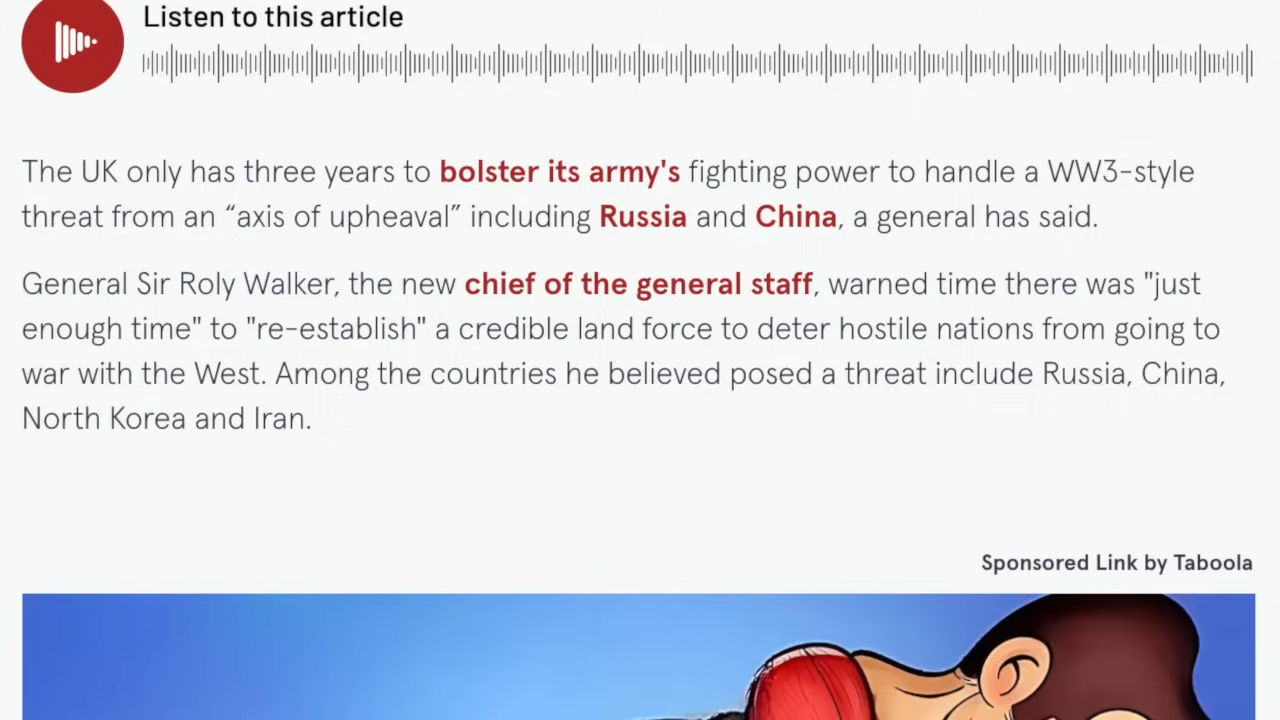 Listen to this article
The UK only has three years to bolster its army's fighting power to handle a WW3-style
threat from an “axis of upheaval” including Russia and China, a general has said.
General Sir Roly Walker, the new chief of the general staff, warned time there was "just
enough time" to "re-establish" a credible land force to deter hostile nations from going to
war with the West. Among the countries he believed posed a threat include Russia, China,
North Korea and Iran.
Sponsored Link by Taboola